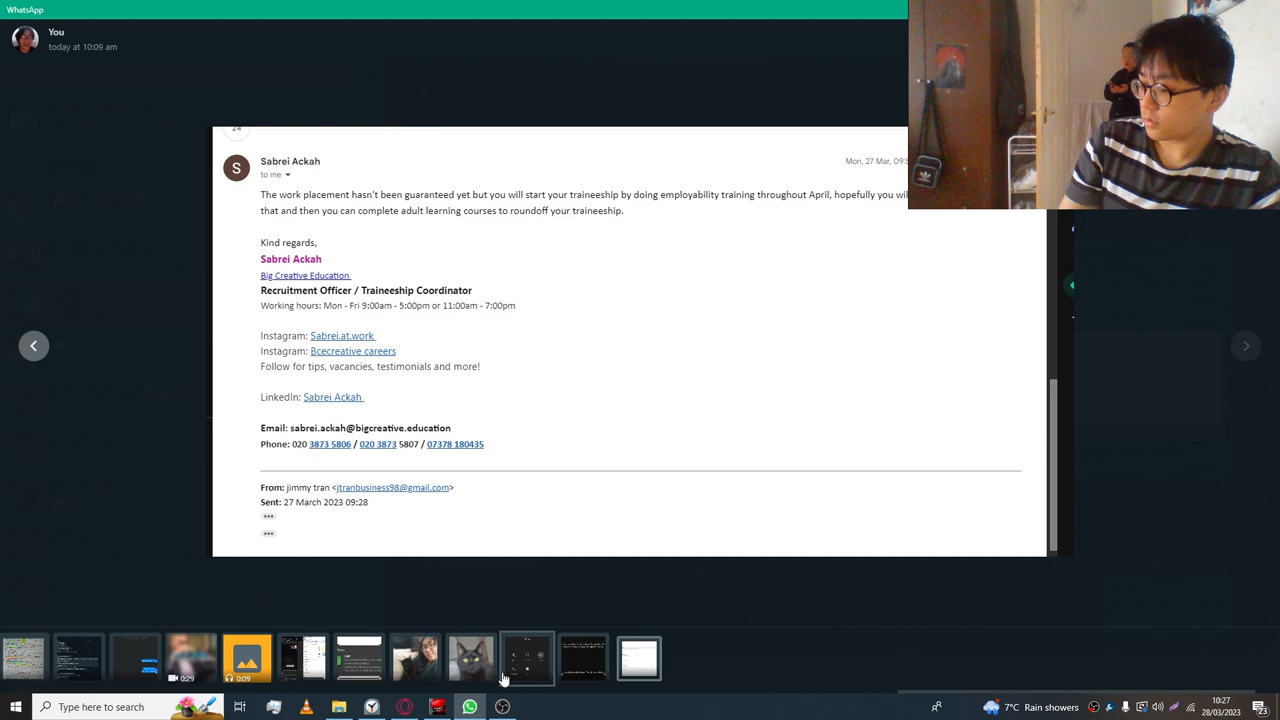 WhatsApp
You
today at 10:09 am
24
S
Sabrei Ackah
Mon, 27 Mar,
to me
The work placement hasn't been guaranteed yet but you will start your traineeship by doing employability training throughout April, hopefully you
that and then you can complete adult learning courses to roundoff your traineeship.
Kind regards,
Sabrei Ackah
Big Creative Education
Recruitment Officer / Traineeship Coordinator
Working hours: Mon - Fri 9:00am - 5:00pm or 11:00am - 7:00pm
Instagram: Sabrei.at.work
Instagram: Bcecreative careers
Follow for tips, vacancies, testimonials and more!
LinkedIn: Sabrei Ackah
Email: sabrei.ackah@bigcreative.education
Phone: 020 3873 5806 / 020 3873 5807 / 07378 180435
From: jimmy tran <jtranbusiness98@gmail.com>
Sent: 27 March 2023 09:28
0:29
0:09
Type here to search
7°C Rain showers
10:27
28/03/2023